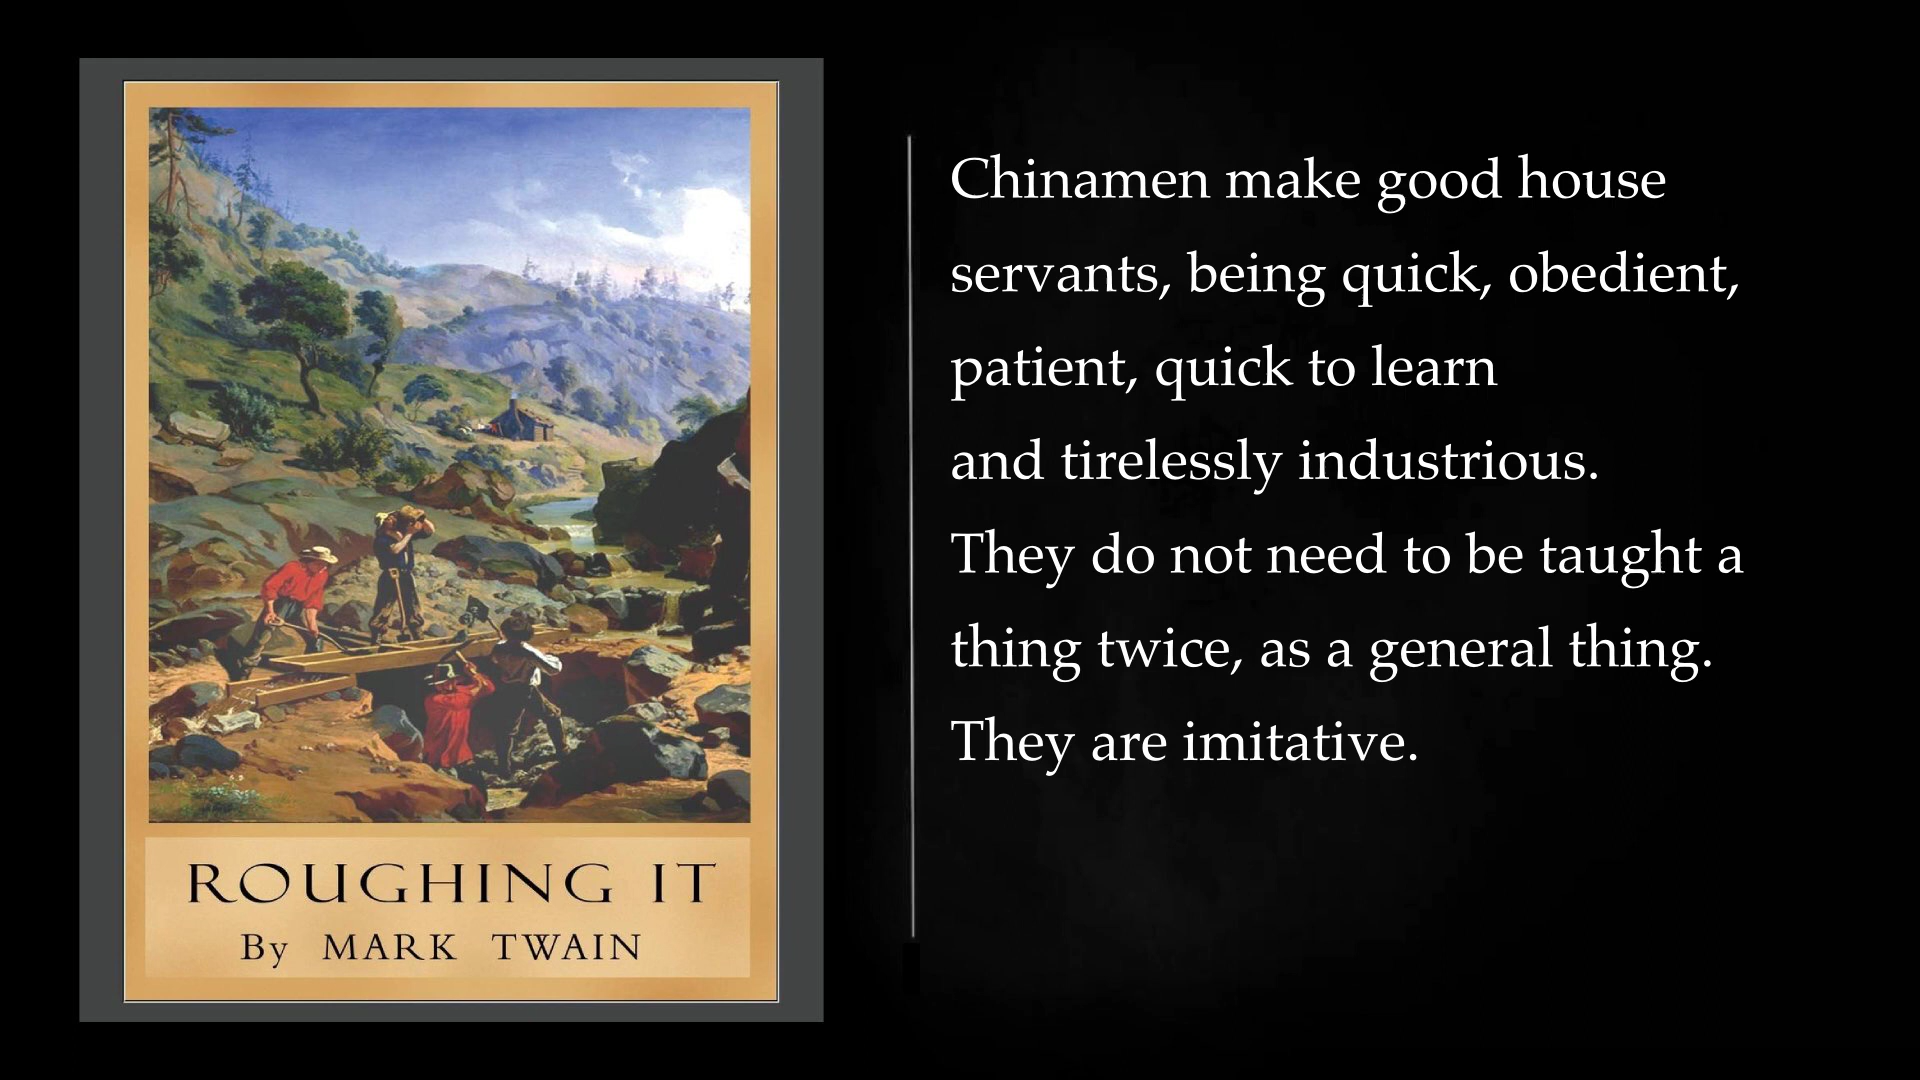 Chinamen make good house
servants, being quick, obedient,
patient, quick to learn
and tirelessly industrious.
They do not need to be taught a
thing twice, as a general thing.
They are imitative.
ROUGHING IT
By MARK TWAIN